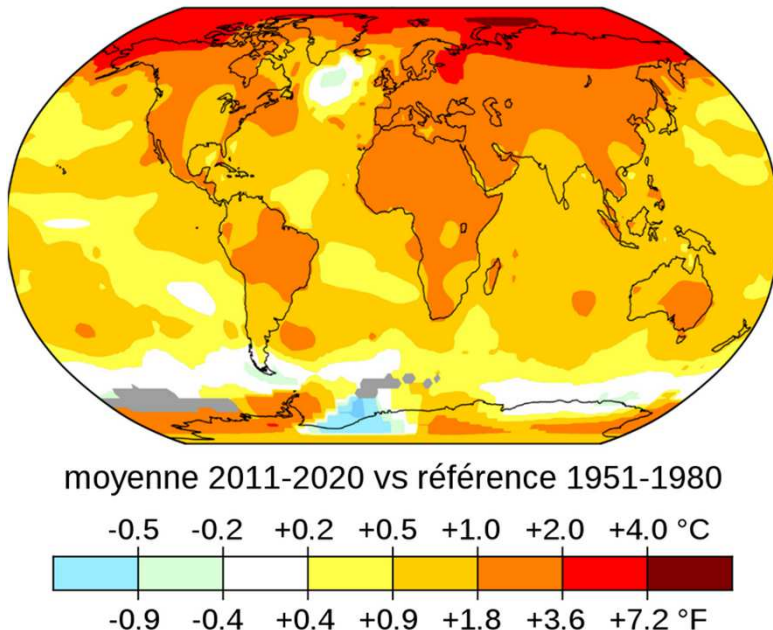 moyenne 2011-2020 vs référence 1951-1980
-0.5 -0.2 +0.2 +0.5 +1.0 +2.0 +4.0 °C
-0.9 -0.4 +0.4 +0.9 +1.8 +3.6 +7.2 °F